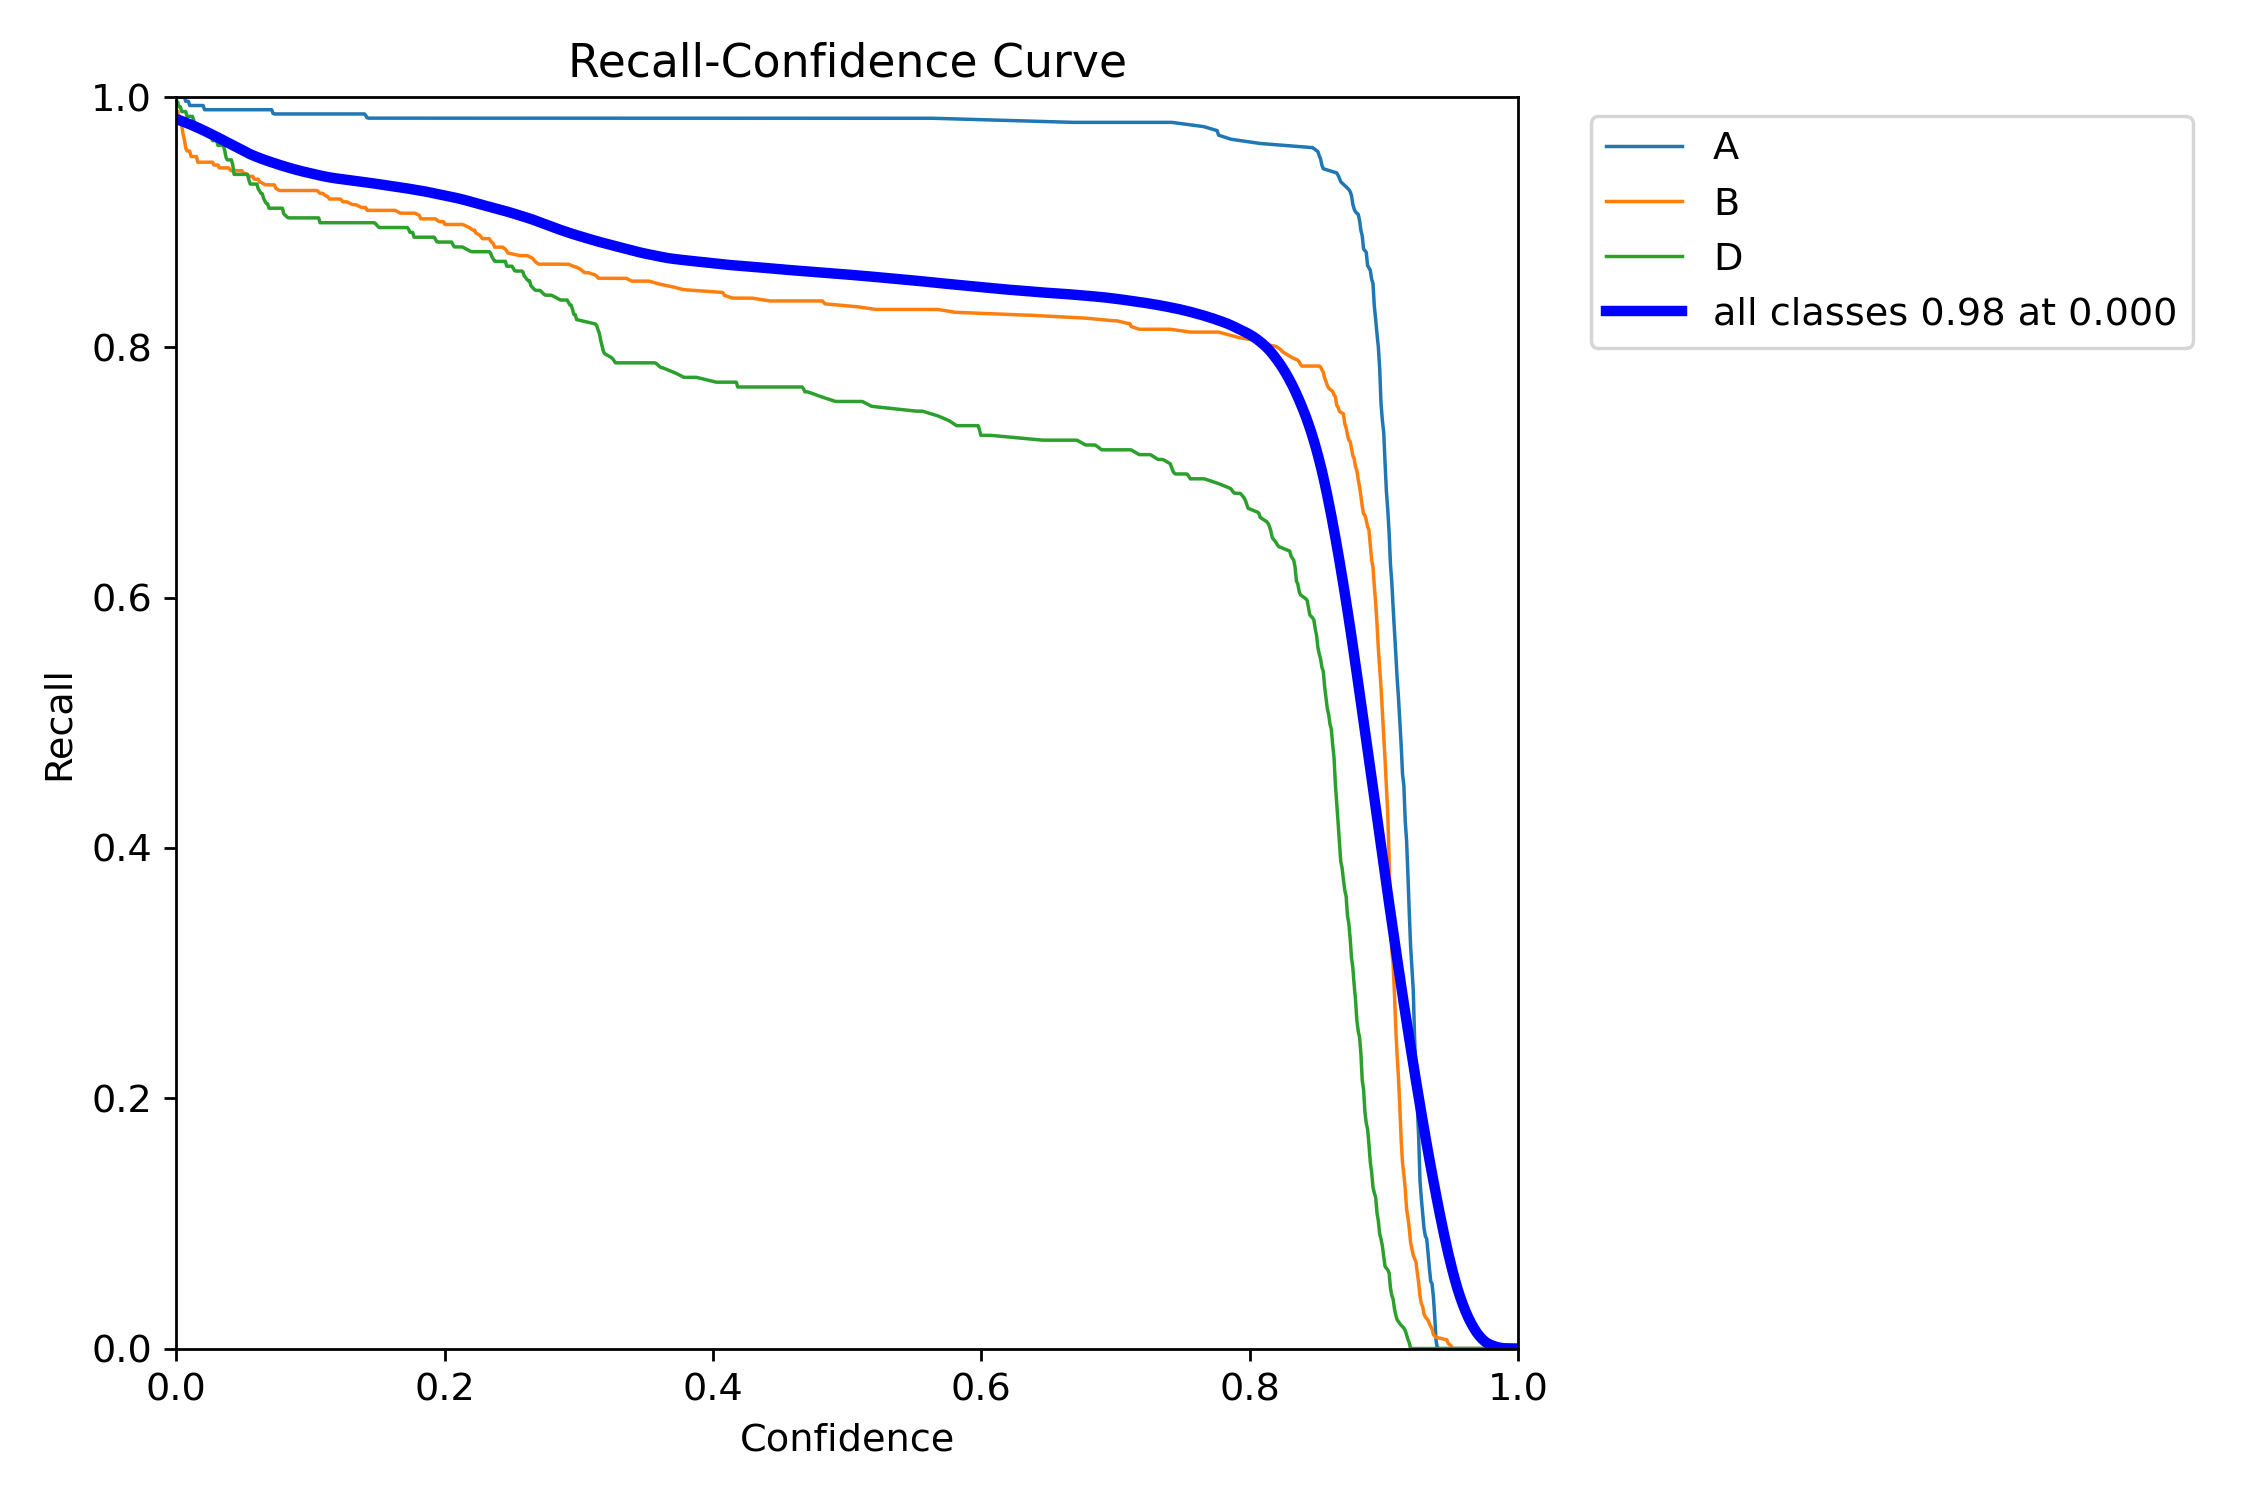 Recall-Confidence Curve
1.0
0.8
0.6
0.4
0.2
0.0
Recall
0.0 0.2 0.4 0.6 0.8 1.0
Confidence
A
B
D
all classes 0.98 at 0.000